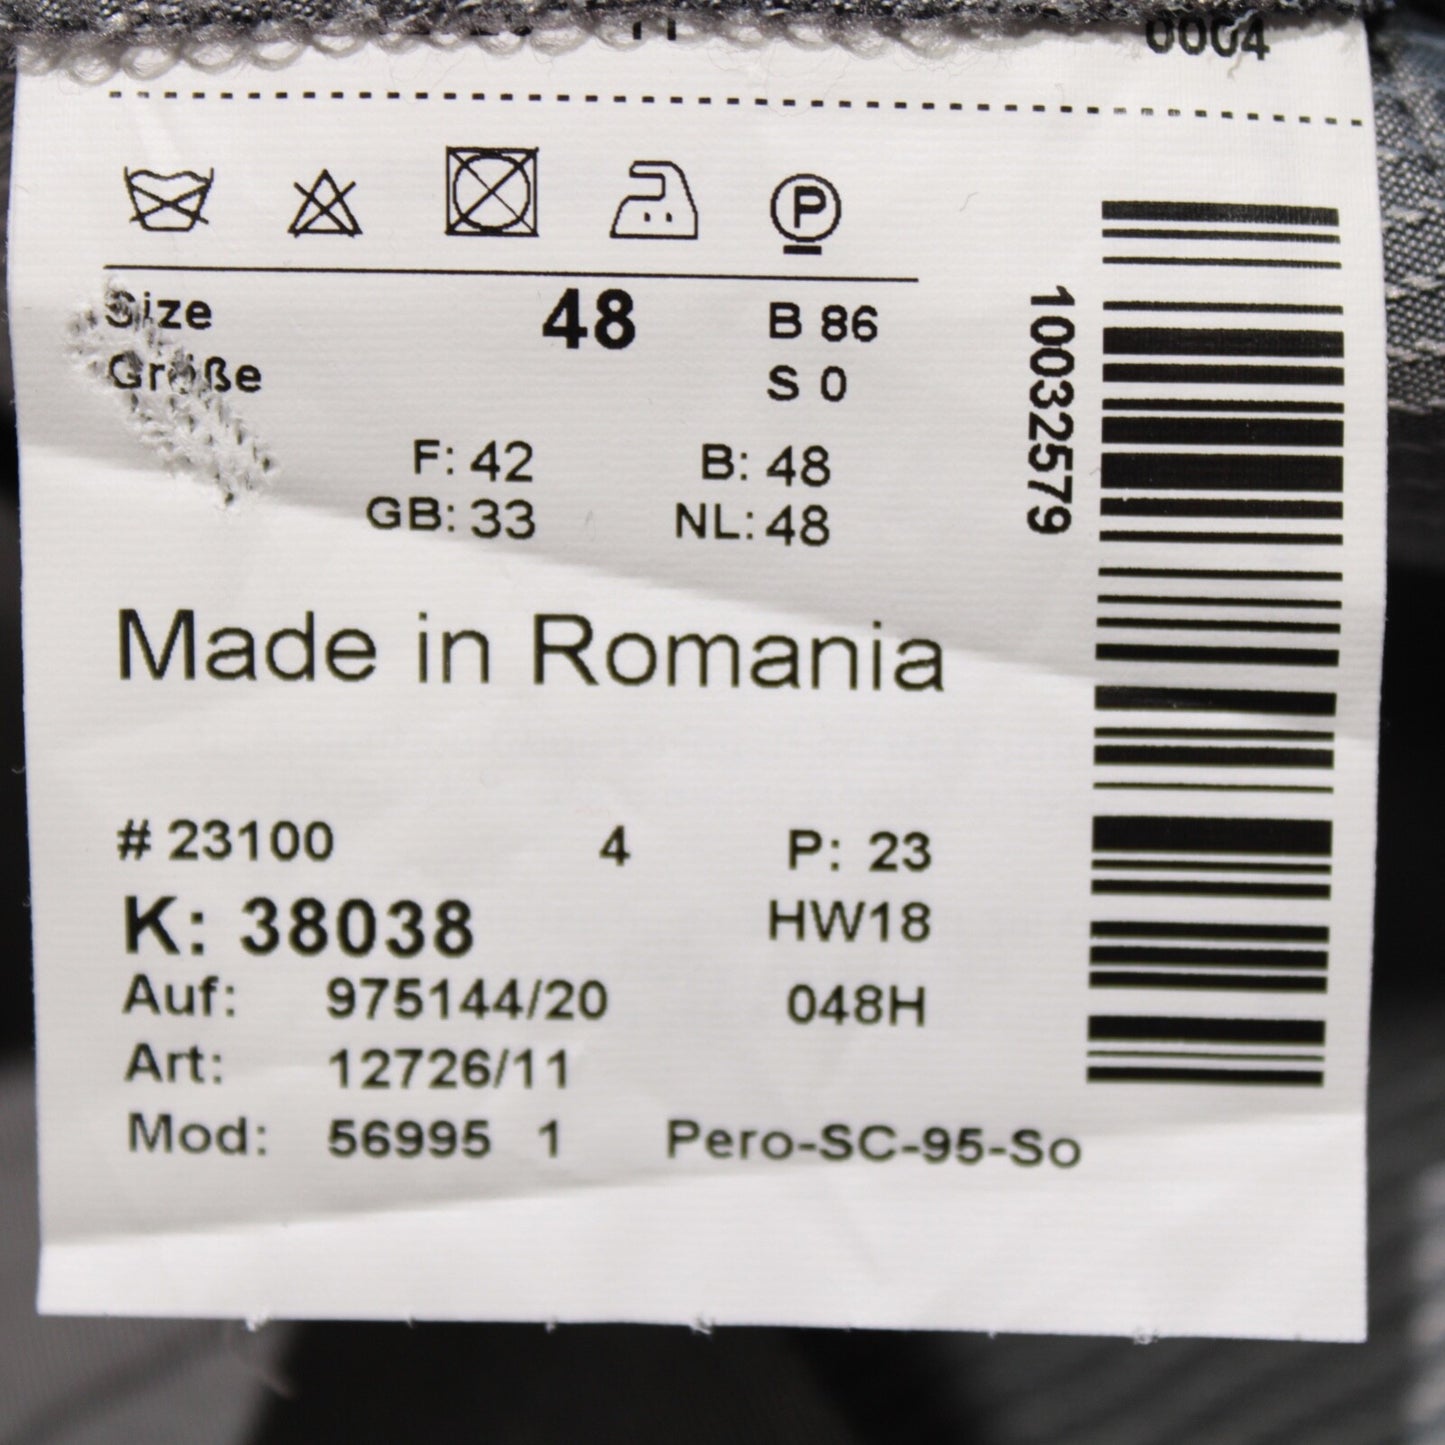 0004
P
Size 48 B 86
Größe S 0
F: 42 B: 48
GB: 33 NL: 48
10032579
Made in Romania
# 23100 4 P: 23
K: 38038 HW18
Auf: 975144/20 048H
Art: 12726/11
Mod: 56995 1 Pero-SC-95-So